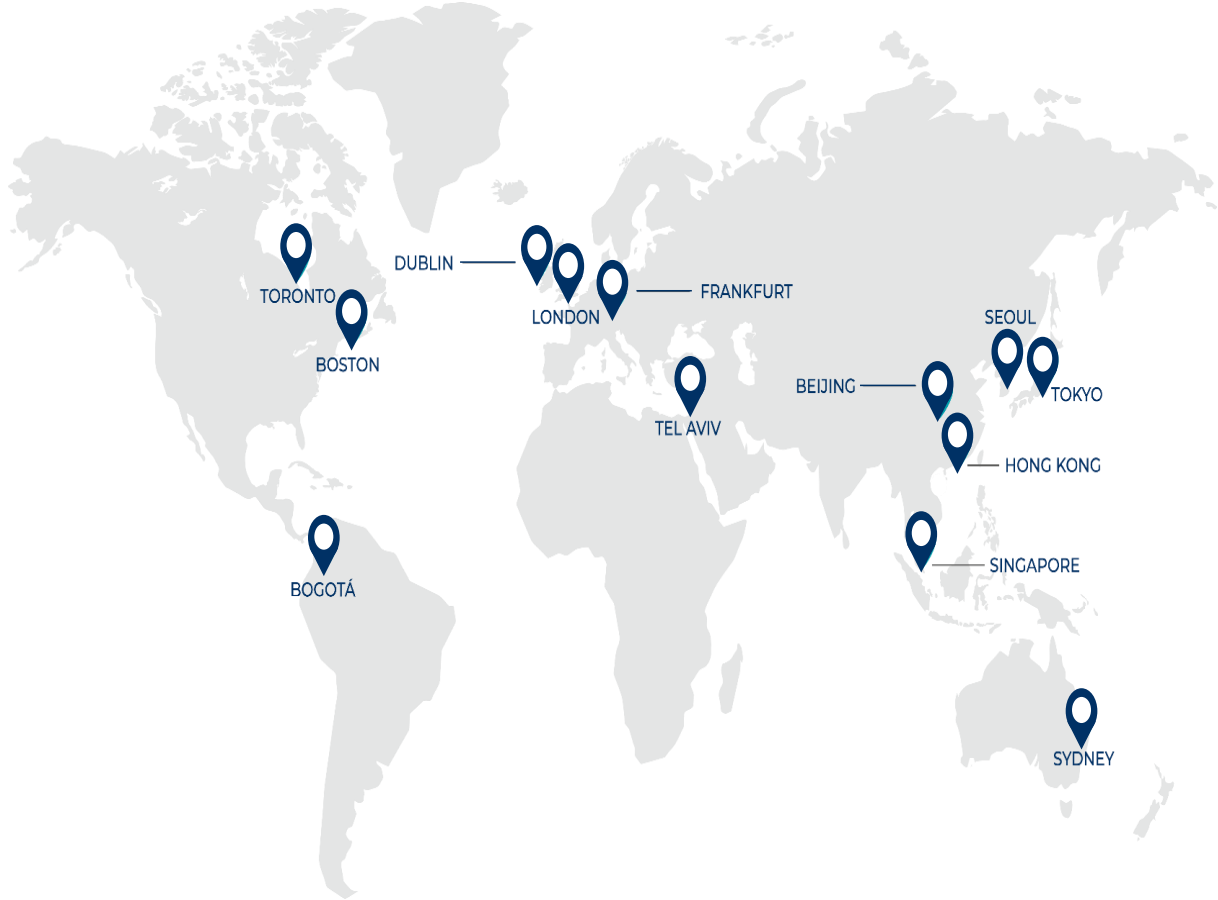 DUBLIN
FRANKFURT
TORONTO
LONDON
SEOUL
BOSTON
BEIJING
TOKYO
TEL AVIV
HONG KONG
SINGAPORE
BOGOTÁ
SYDNEY